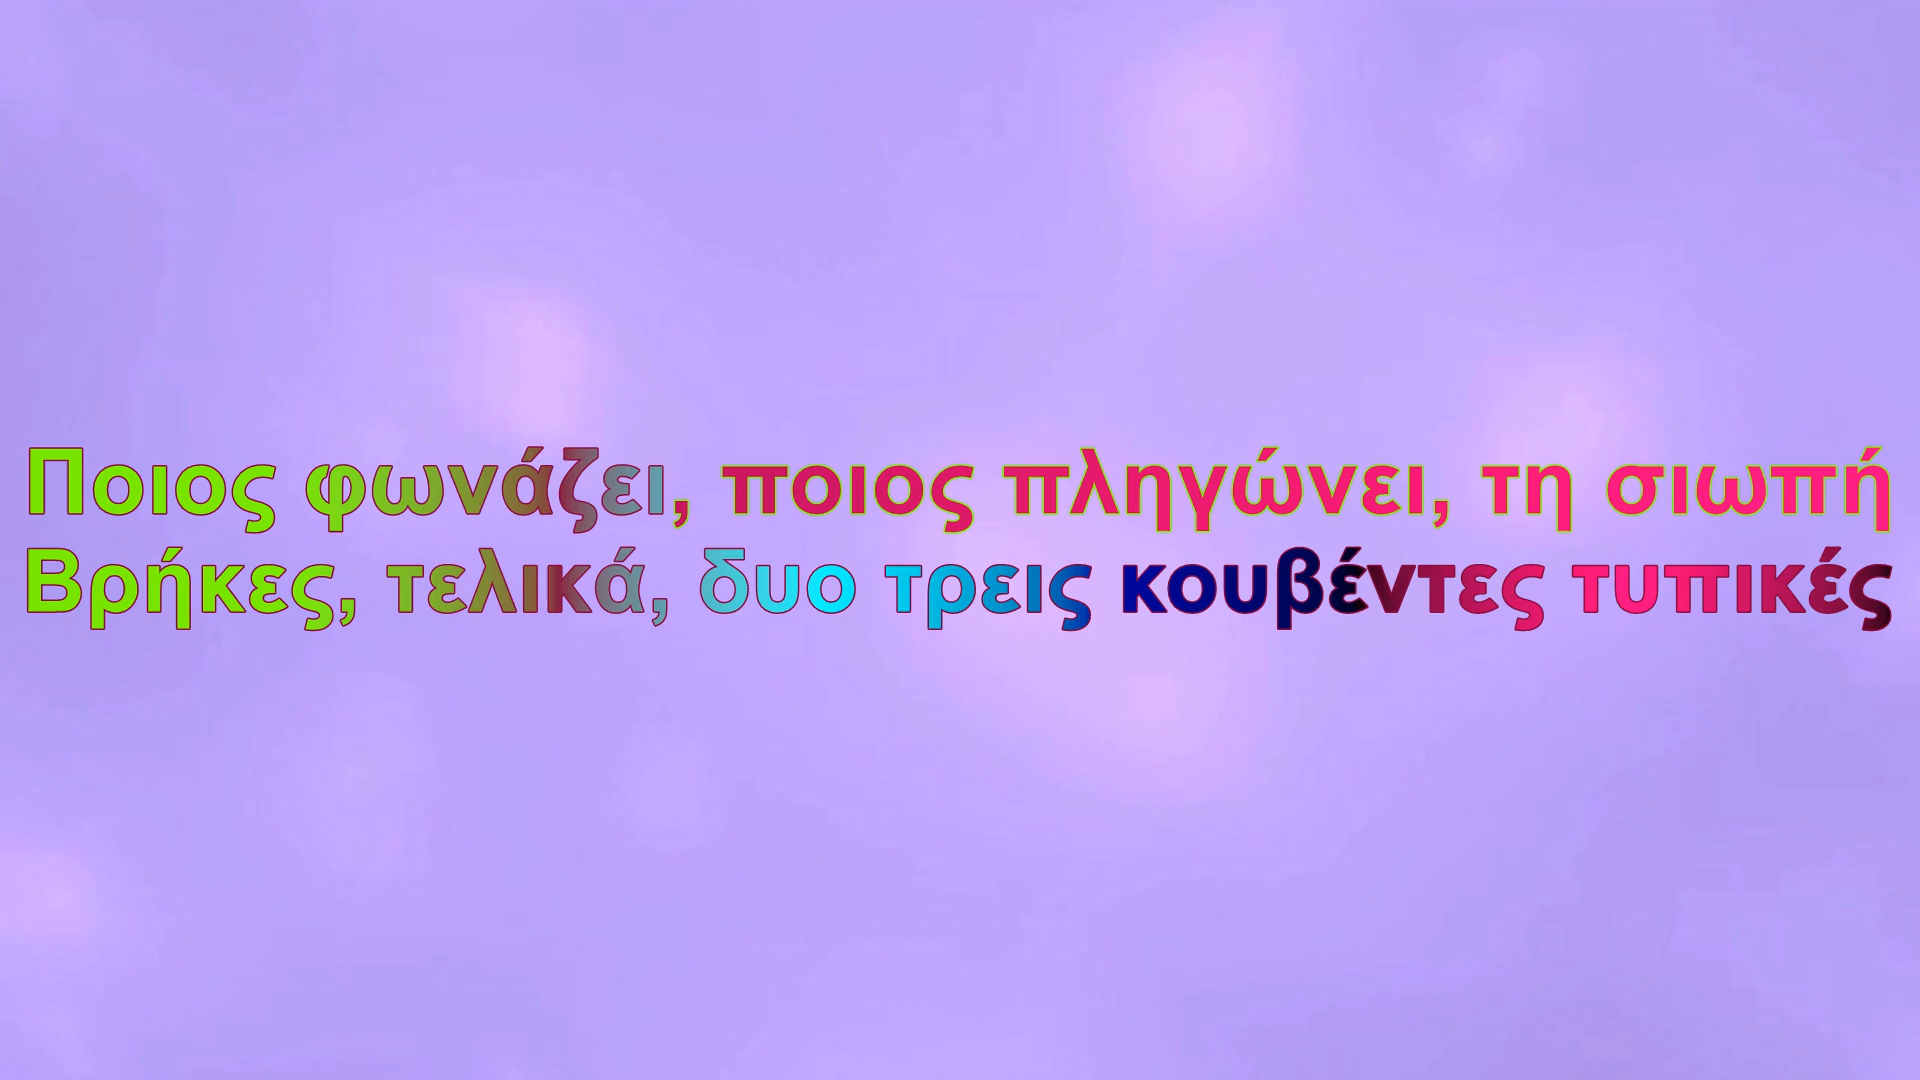 Ποιος φωνάζει, ποιος πληγώνει, τη σιωπή
Βρήκες, τελικά, δυο τρεις κουβέντες τυπικές